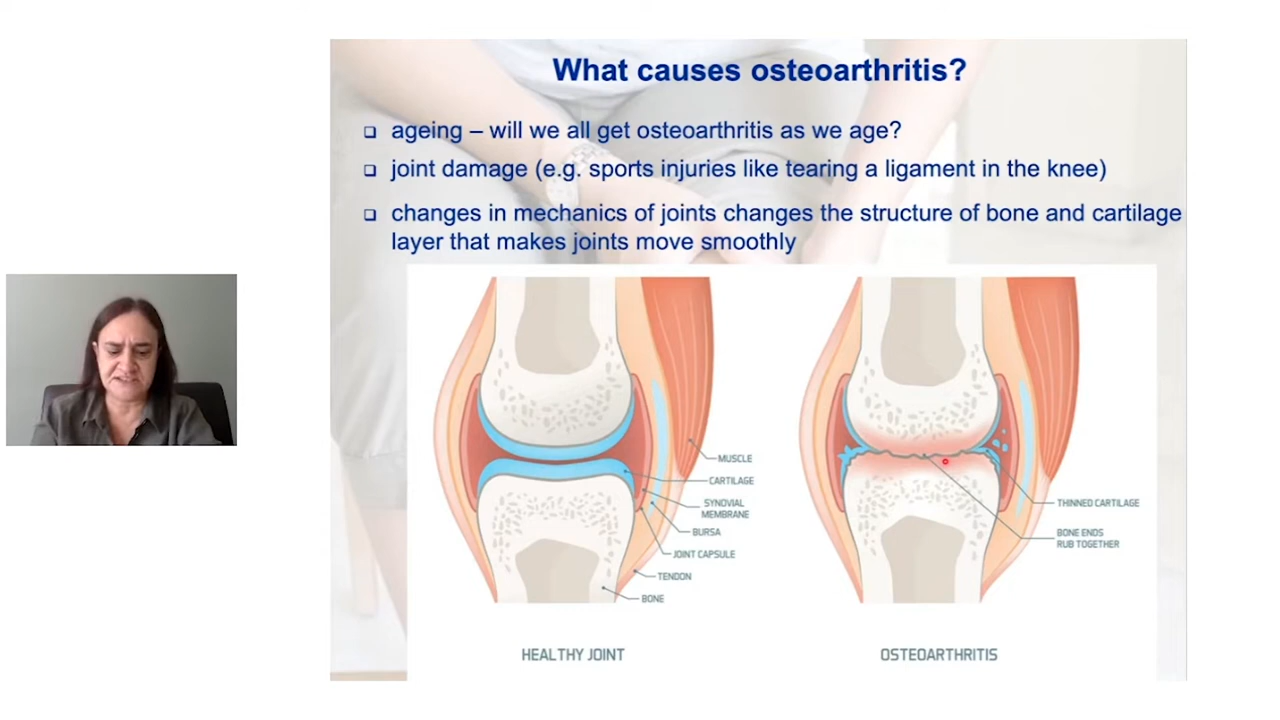 What causes osteoarthritis?
❑ ageing – will we all get osteoarthritis as we age?
❑ joint damage (e.g. sports injuries like tearing a ligament in the knee)
❑ changes in mechanics of joints changes the structure of bone and cartilage
layer that makes joints move smoothly
MUSCLE
CARTILAGE
SYNOVIAL
MEMBRANE
BURSA
JOINT CAPSULE
TENDON
BONE
HEALTHY JOINT
THINNED CARTILAGE
BONE ENDS
RUB TOGETHER
OSTEOARTHRITIS